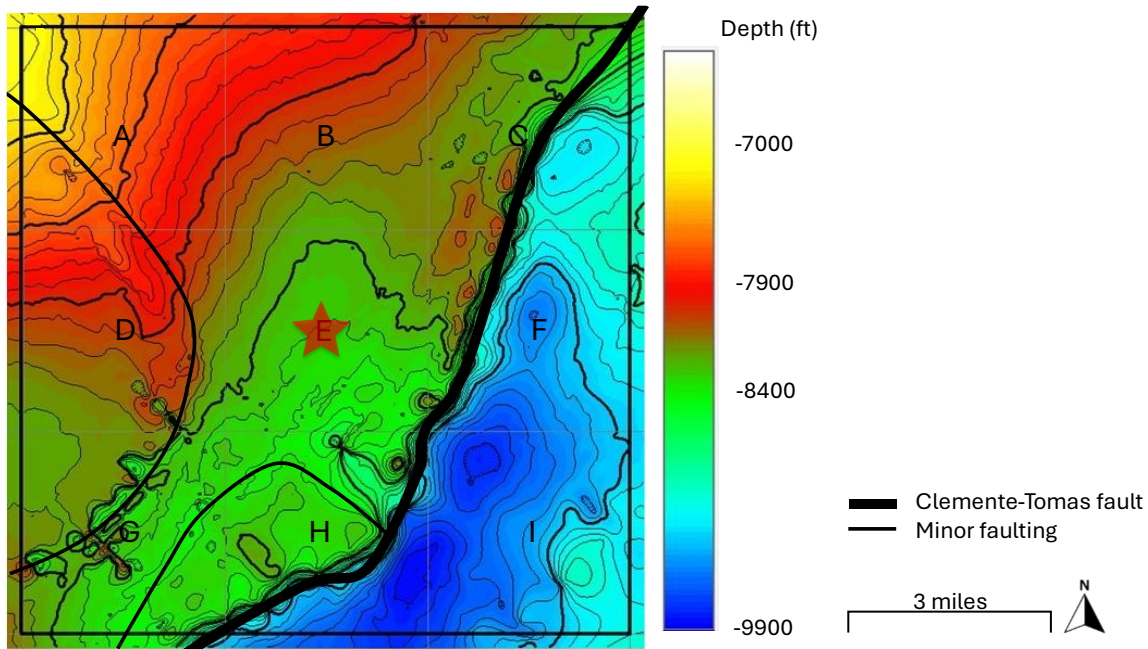 Depth (ft)
A
B
C
-7000
-7900
D
E
F
-8400
G
H
I
Clemente-Tomas fault
Minor faulting
3 miles
N
-9900